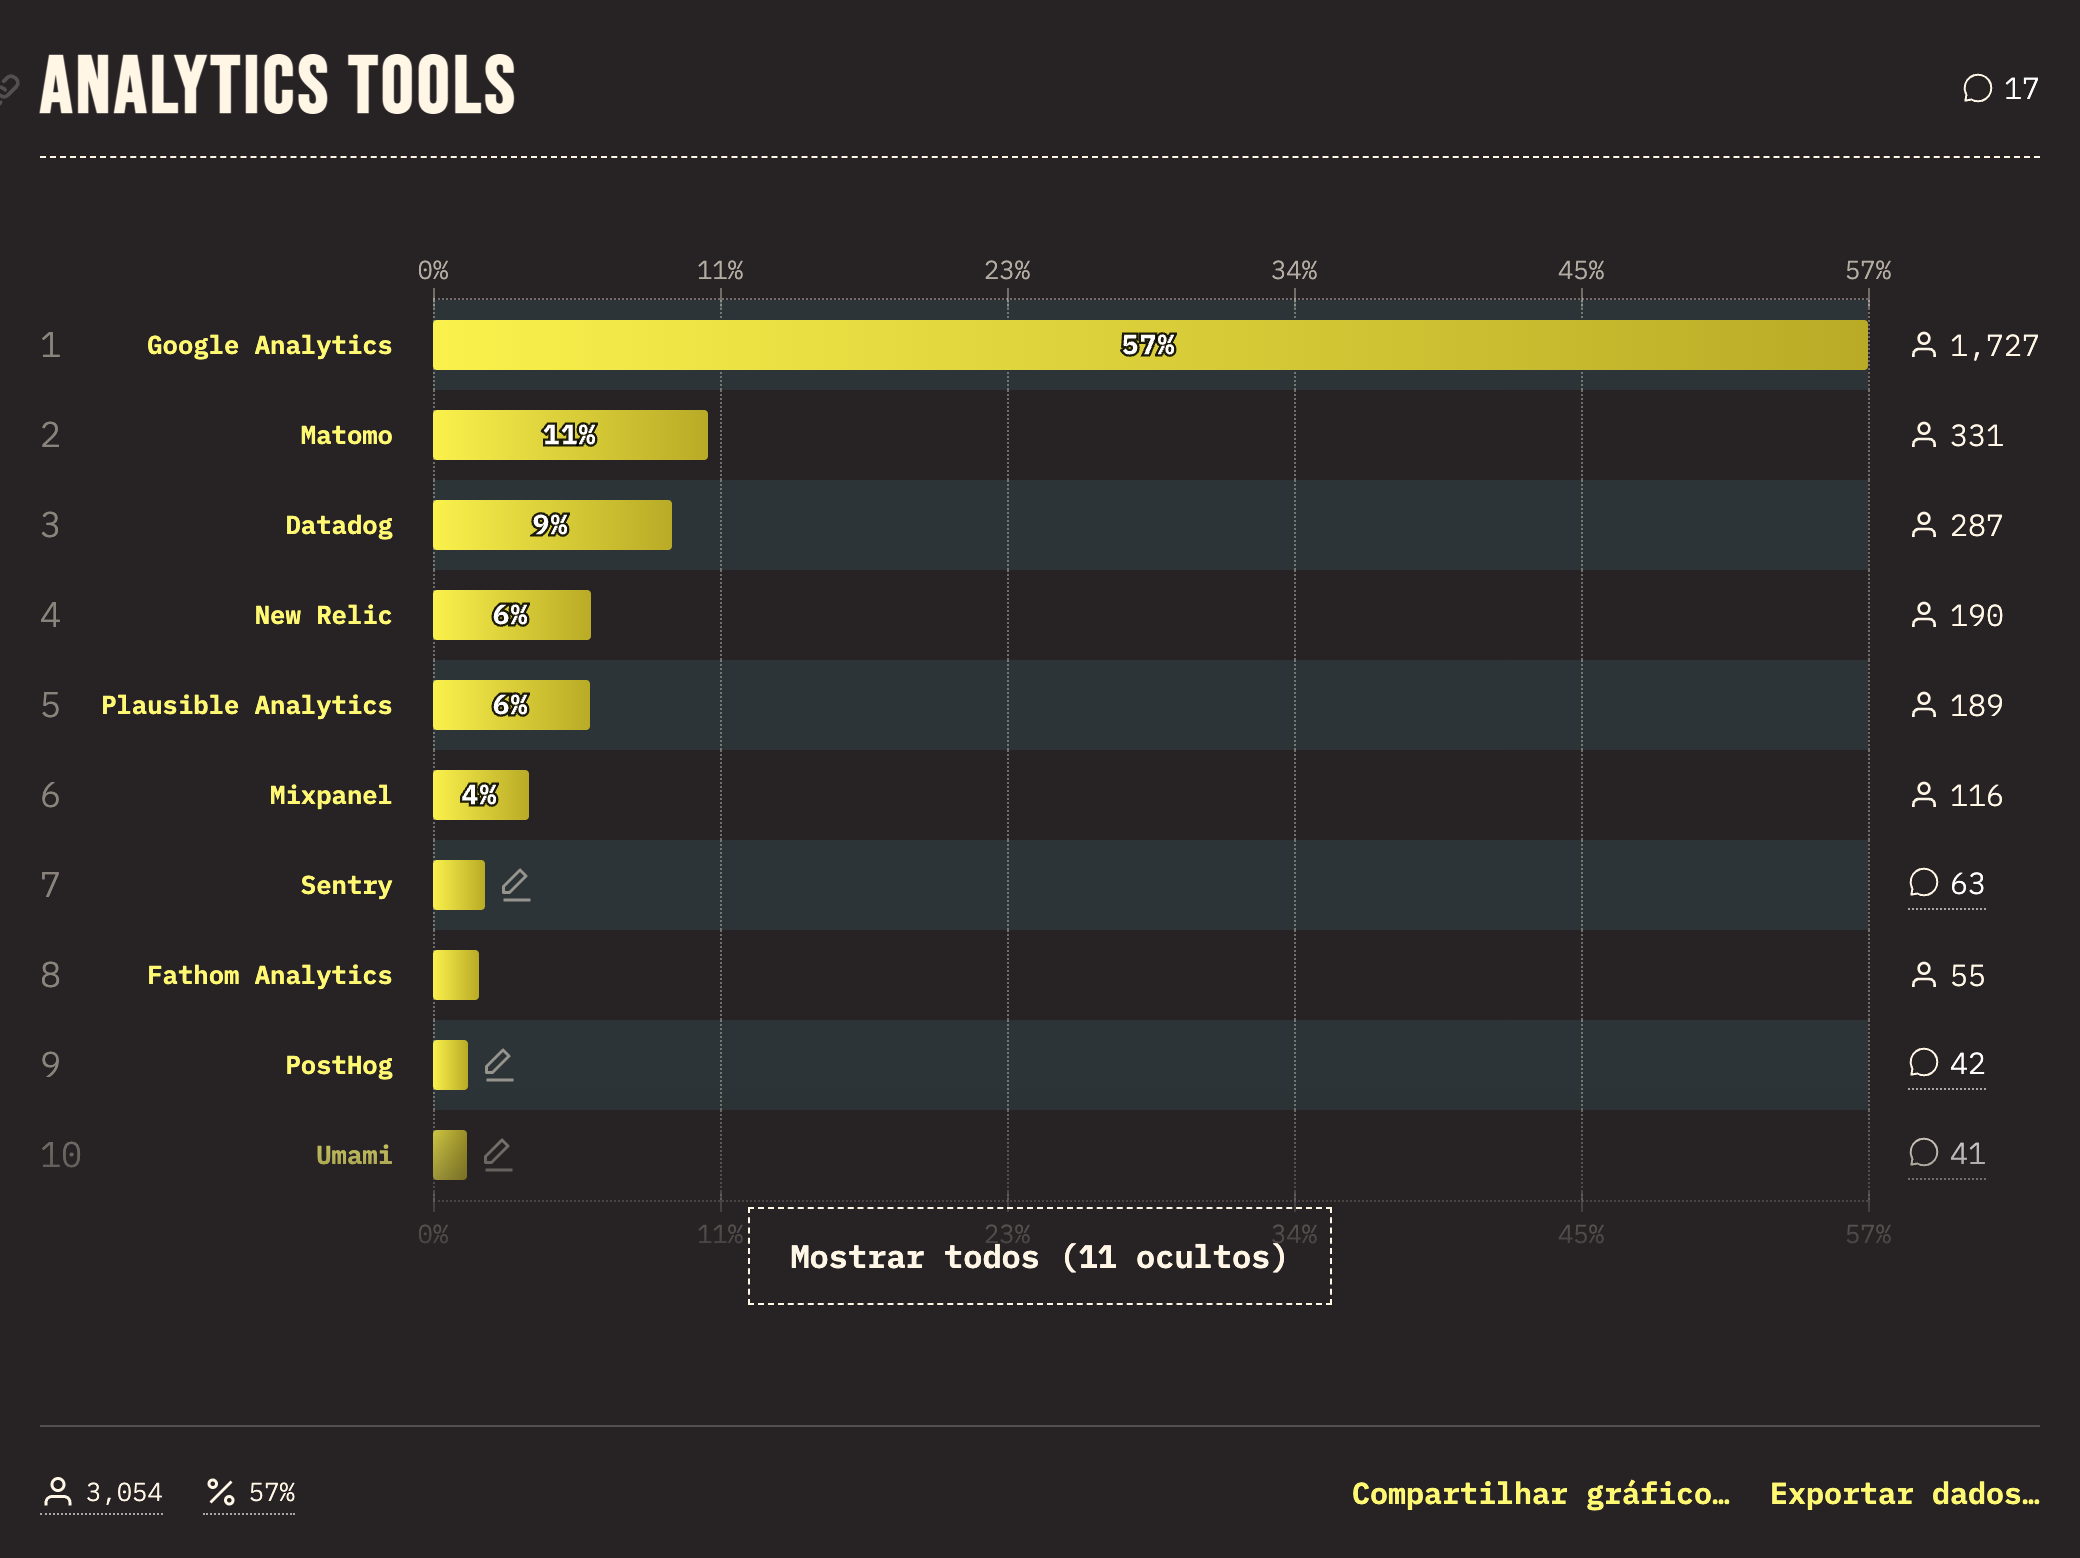 ANALYTICS TOOLS
17
0% 11% 23% 34% 45% 57%
1 Google Analytics 57% 1,727
2 Matomo 11% 331
3 Datadog 9% 287
4 New Relic 6% 190
5 Plausible Analytics 6% 189
6 Mixpanel 4% 116
7 Sentry 63
8 Fathom Analytics 55
9 PostHog 42
10 Umami 41
0% 11% 23% 34% 45% 57%
Mostrar todos (11 ocultos)
3,054 % 57% Compartilhar gráfico… Exportar dados…